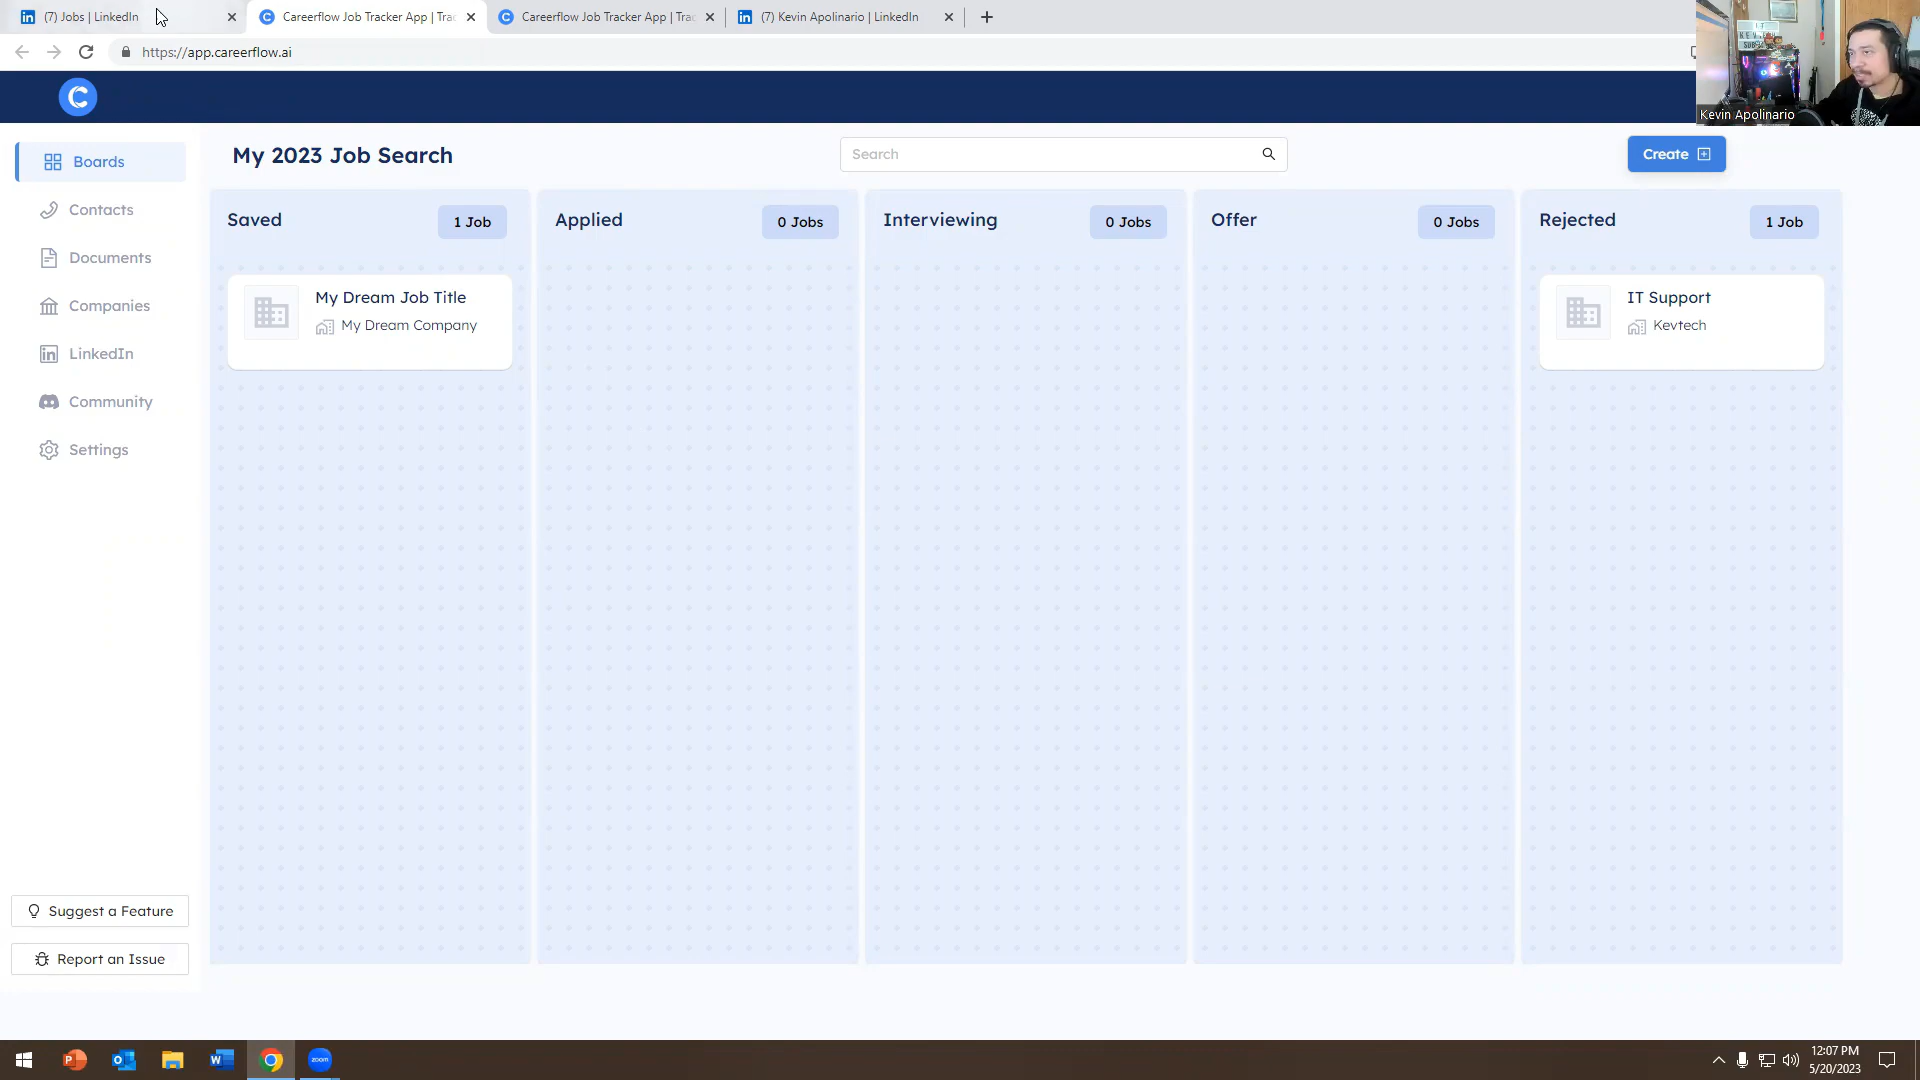 (7) Jobs | LinkedIn
Careerflow Job Tracker App | Trac
Careerflow Job Tracker App | Trac
(7) Kevin Apolinario | LinkedIn
https://app.careerflow.ai
Kevin Apolinario
Boards
Contacts
Documents
Companies
LinkedIn
Community
Settings
Suggest a Feature
Report an Issue
My 2023 Job Search
Search
Create
Saved
1 Job
My Dream Job Title
My Dream Company
Applied
0 Jobs
Interviewing
0 Jobs
Offer
0 Jobs
Rejected
1 Job
IT Support
Kevtech
zoom
12:07 PM
5/20/2023